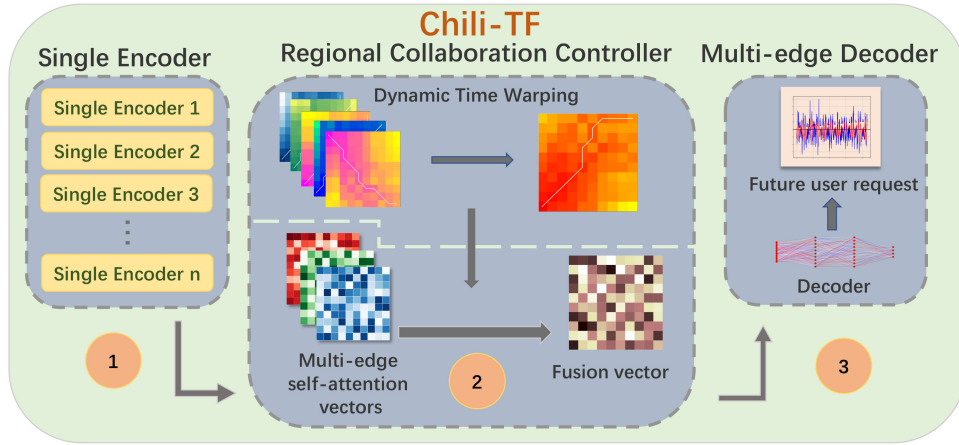 Chili-TF
Single Encoder
Single Encoder 1
Single Encoder 2
Single Encoder 3
Single Encoder n
1
Regional Collaboration Controller
Dynamic Time Warping
Multi-edge
self-attention
vectors
2
Fusion vector
Multi-edge Decoder
Future user request
Decoder
3